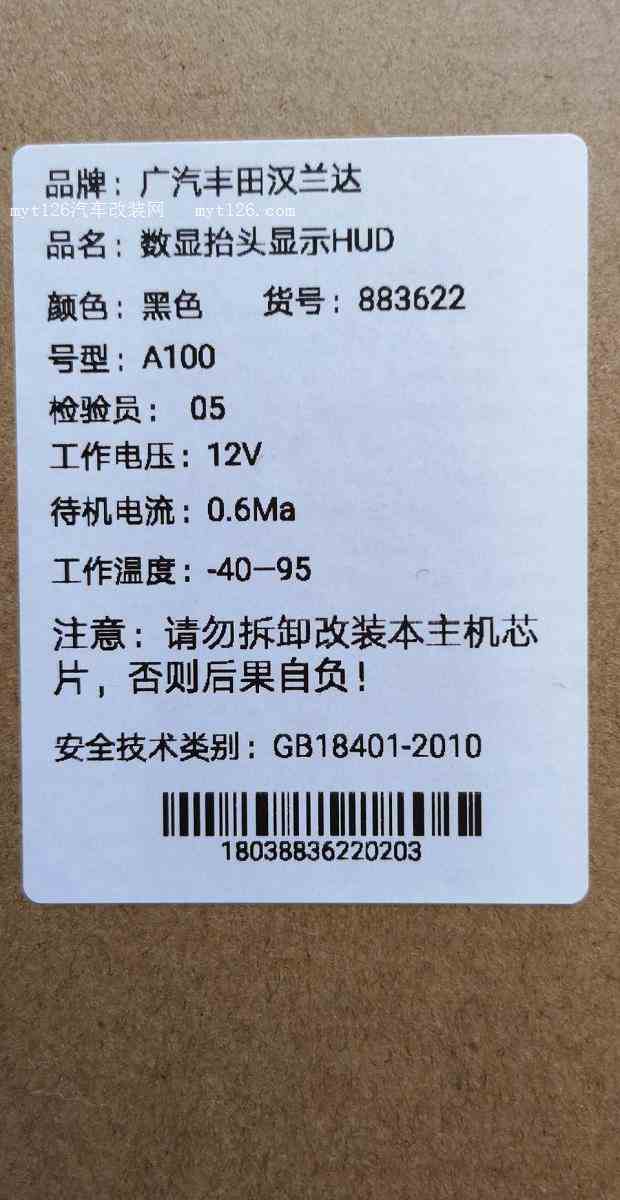 品牌：广汽丰田汉兰达
myt126汽车改装网 myt126.com
品名：数显抬头显示HUD
颜色：黑色 货号：883622
号型：A100
检验员： 05
工作电压：12V
待机电流：0.6Ma
工作温度：-40—95
注意：请勿拆卸改装本主机芯
片，否则后果自负！
安全技术类别：GB18401-2010
18038836220203